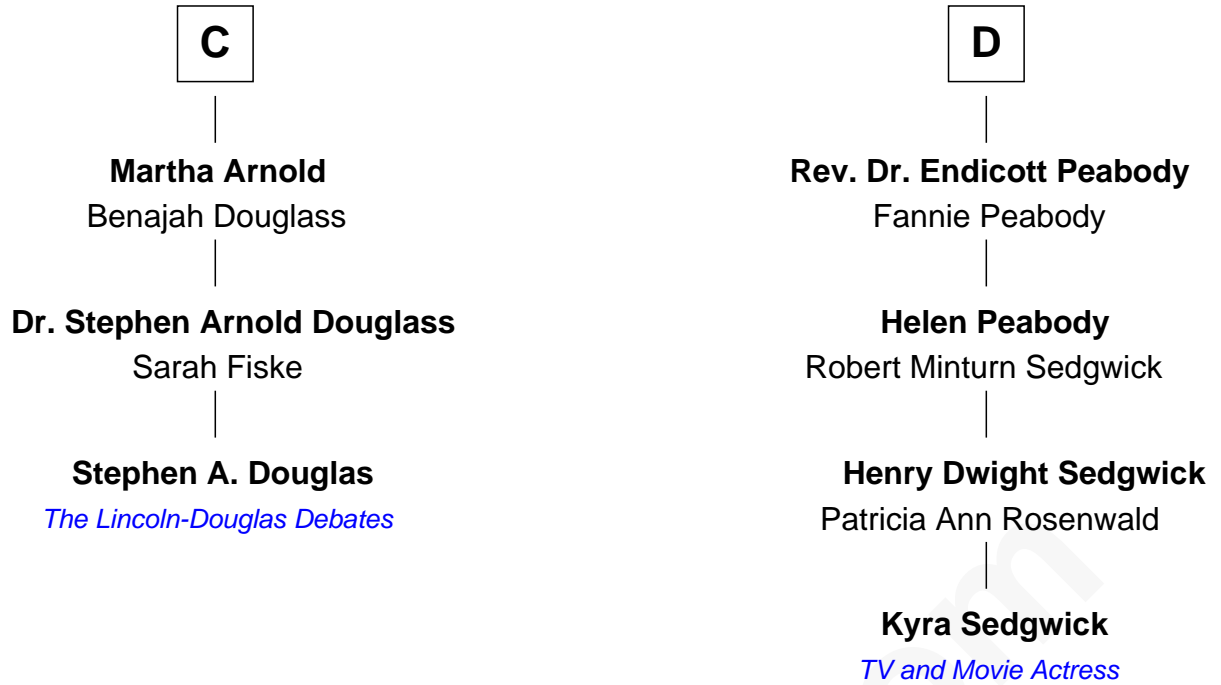 C
Martha Arnold
Benajah Douglass
Dr. Stephen Arnold Douglass
Sarah Fiske
Stephen A. Douglas
The Lincoln-Douglas Debates
D
Rev. Dr. Endicott Peabody
Fannie Peabody
Helen Peabody
Robert Minturn Sedgwick
Henry Dwight Sedgwick
Patricia Ann Rosenwald
Kyra Sedgwick
TV and Movie Actress